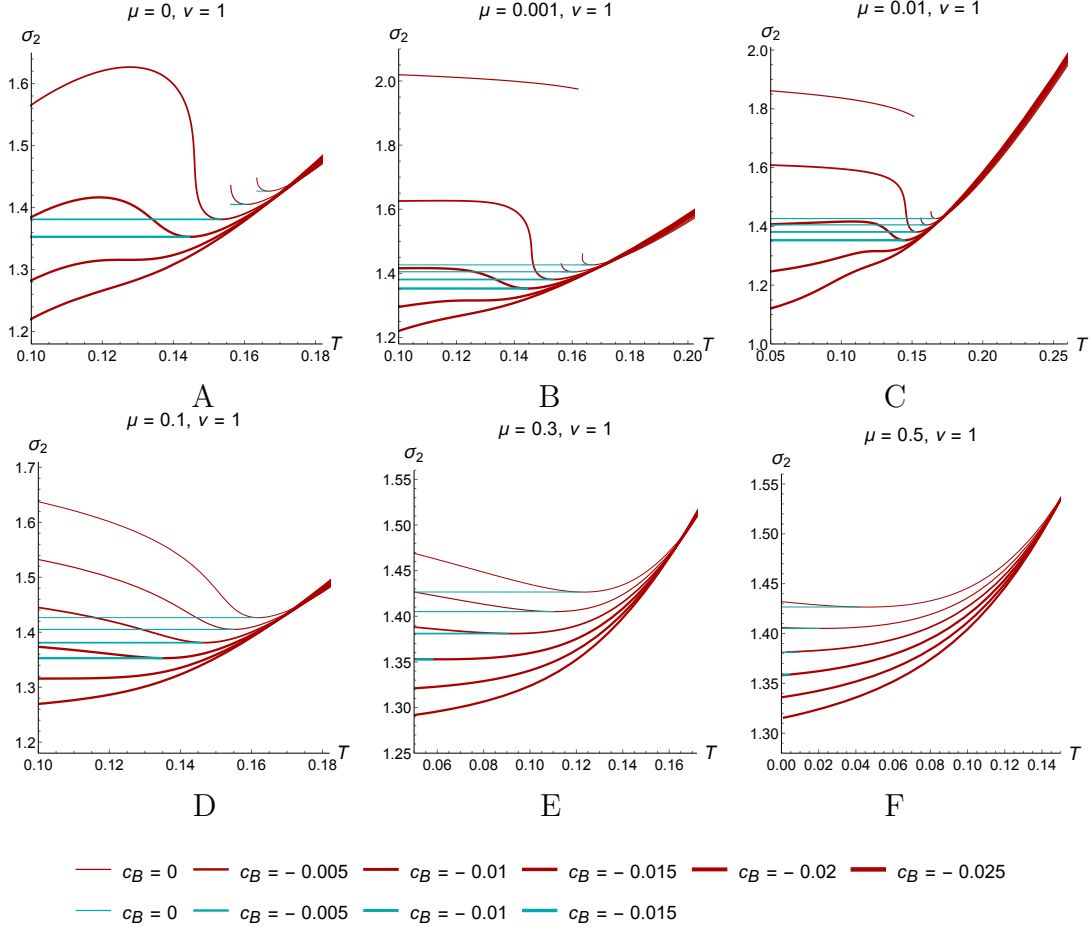 μ = 0, ν = 1
μ = 0.001, ν = 1
μ = 0.01, ν = 1
σ2
1.6
1.5
1.4
1.3
1.2
0.10 0.12 0.14 0.16 0.18
T
σ2
2.0
1.8
1.6
1.4
1.2
0.10 0.12 0.14 0.16 0.18 0.20
T
σ2
2.0
1.8
1.6
1.4
1.2
1.0
0.05 0.10 0.15 0.20 0.25
T
A
B
C
μ = 0.1, ν = 1
μ = 0.3, ν = 1
μ = 0.5, ν = 1
σ2
1.7
1.6
1.5
1.4
1.3
1.2
0.10 0.12 0.14 0.16 0.18
T
σ2
1.55
1.50
1.45
1.40
1.35
1.30
1.25
0.06 0.08 0.10 0.12 0.14 0.16
T
σ2
1.55
1.50
1.45
1.40
1.35
1.30
0.00 0.02 0.04 0.06 0.08 0.10 0.12 0.14
T
D
E
F
cB = 0 cB = - 0.005 cB = - 0.01 cB = - 0.015 cB = - 0.02 cB = - 0.025
cB = 0 cB = - 0.005 cB = - 0.01 cB = - 0.015